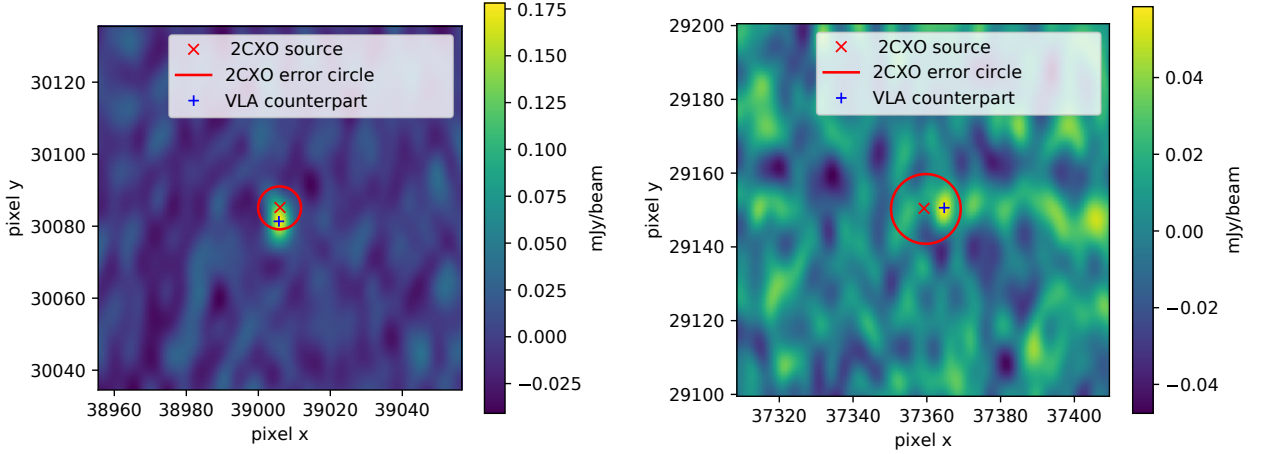 2CXO source
2CXO error circle
VLA counterpart
30120
30100
30080
30060
30040
38960 38980 39000 39020 39040
pixel x
pixel y
0.175
0.150
0.125
0.100
0.075
0.050
0.025
0.000
−0.025
mJy/beam
2CXO source
2CXO error circle
VLA counterpart
29200
29180
29160
29140
29120
29100
37320 37340 37360 37380 37400
pixel x
pixel y
0.04
0.02
0.00
−0.02
−0.04
mJy/beam